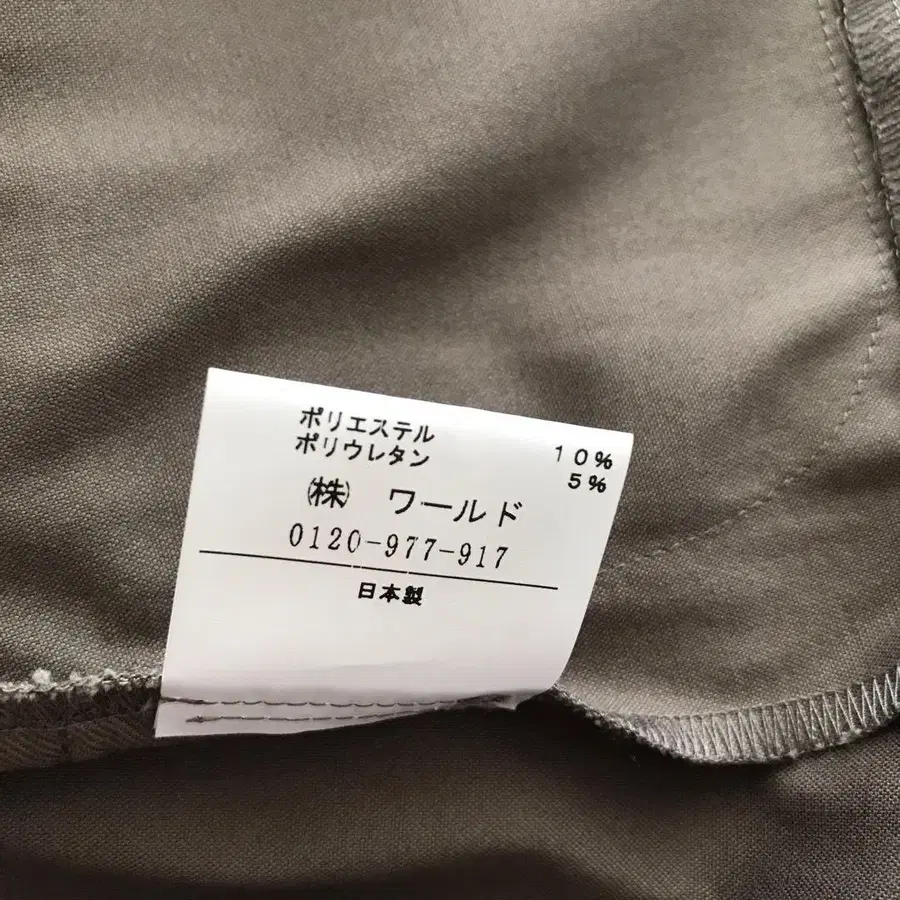 ポリエステル 10%
ポリウレタン 5%
㈱ ワールド
0120-977-917
日本製